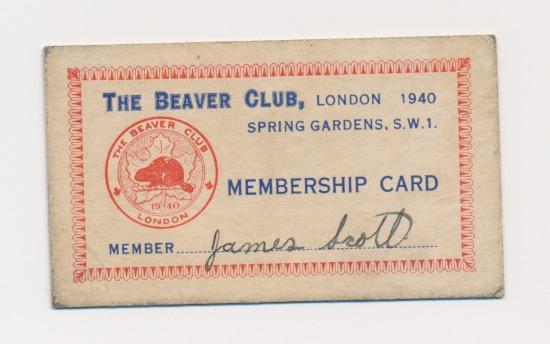 THE BEAVER CLUB, LONDON 1940
SPRING GARDENS, S.W.1.
THE BEAVER CLUB
1940
LONDON
MEMBERSHIP CARD
MEMBER James Scott